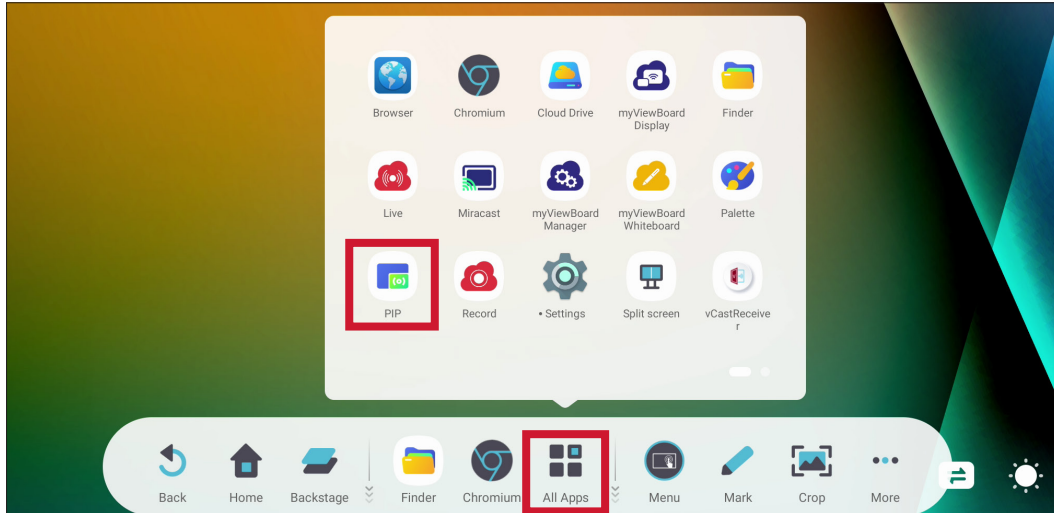 Browser
Chromium
Cloud Drive
myViewBoard
Display
Finder
Live
Miracast
myViewBoard
Manager
myViewBoard
Whiteboard
Palette
PIP
Record
• Settings
Split screen
vCastReceive
r
Back
Home
Backstage
Finder
Chromium
All Apps
Menu
Mark
Crop
More